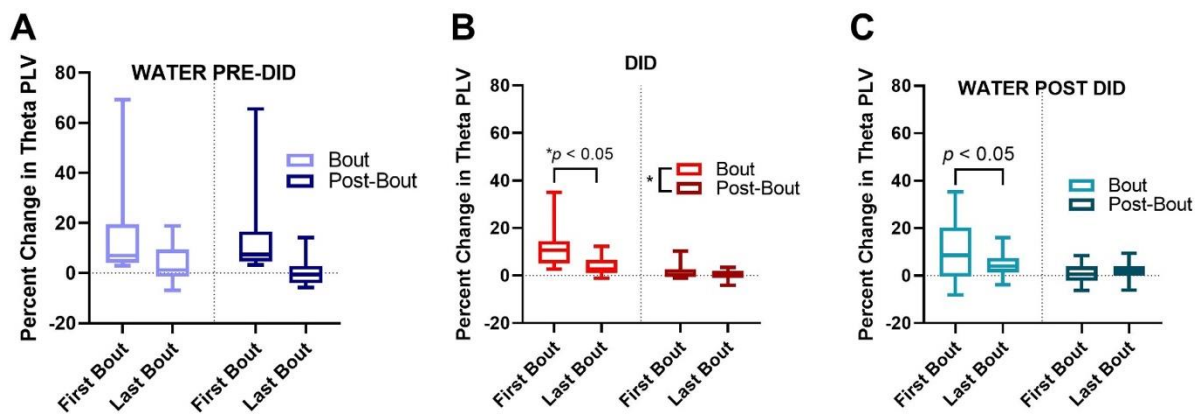 A
WATER PRE-DID
Percent Change in Theta PLV
80
60
40
20
0
-20
Bout
Post-Bout
First Bout
Last Bout
First Bout
Last Bout
B
DID
Percent Change in Theta PLV
80
60
40
20
0
-20
*p < 0.05
*
Bout
Post-Bout
First Bout
Last Bout
First Bout
Last Bout
C
WATER POST DID
Percent Change in Theta PLV
80
60
40
20
0
-20
p < 0.05
Bout
Post-Bout
First Bout
Last Bout
First Bout
Last Bout